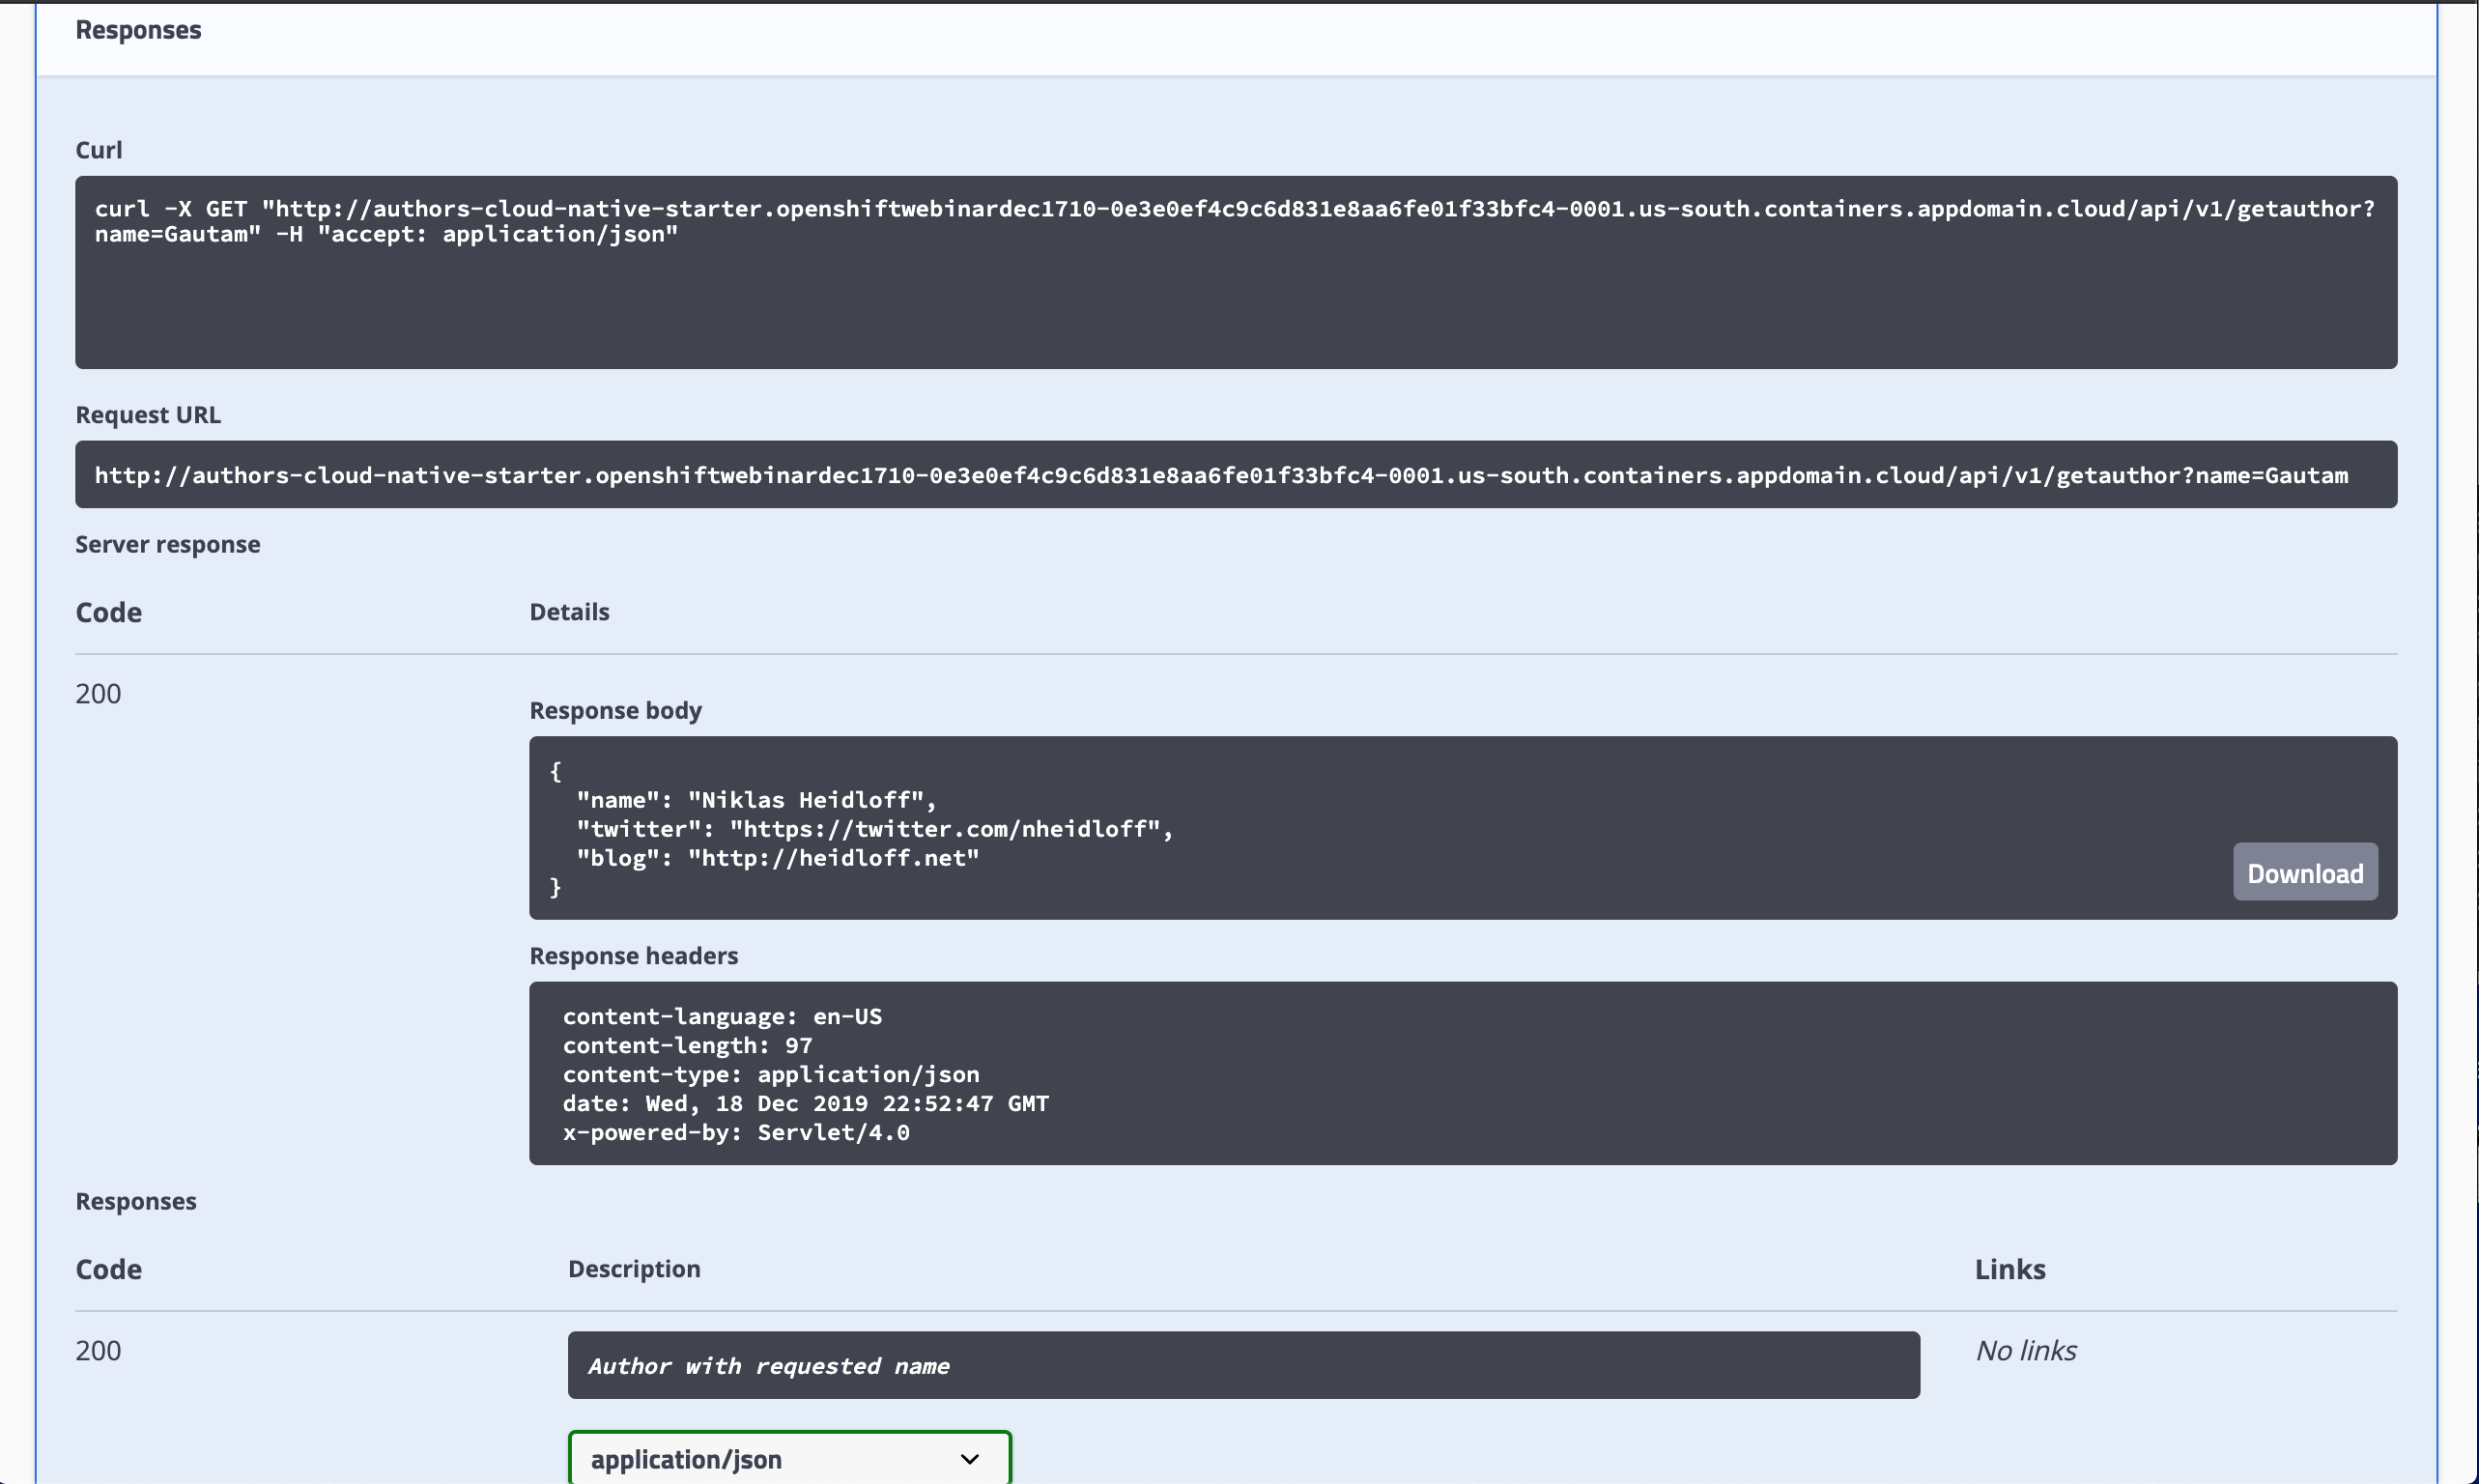 Responses
Curl
curl -X GET "http://authors-cloud-native-starter.openshiftwebinardec1710-0e3e0ef4c9c6d831e8aa6fe01f33bfc4-0001.us-south.containers.appdomain.cloud/api/v1/getauthor?
name=Gautam" -H "accept: application/json"
Request URL
http://authors-cloud-native-starter.openshiftwebinardec1710-0e3e0ef4c9c6d831e8aa6fe01f33bfc4-0001.us-south.containers.appdomain.cloud/api/v1/getauthor?name=Gautam
Server response
Code Details
200
Response body
{
  "name": "Niklas Heidloff",
  "twitter": "https://twitter.com/nheidloff",
  "blog": "http://heidloff.net"
}
Download
Response headers
content-language: en-US
content-length: 97
content-type: application/json
date: Wed, 18 Dec 2019 22:52:47 GMT
x-powered-by: Servlet/4.0
Responses
Code Description Links
200 Author with requested name No links
application/json